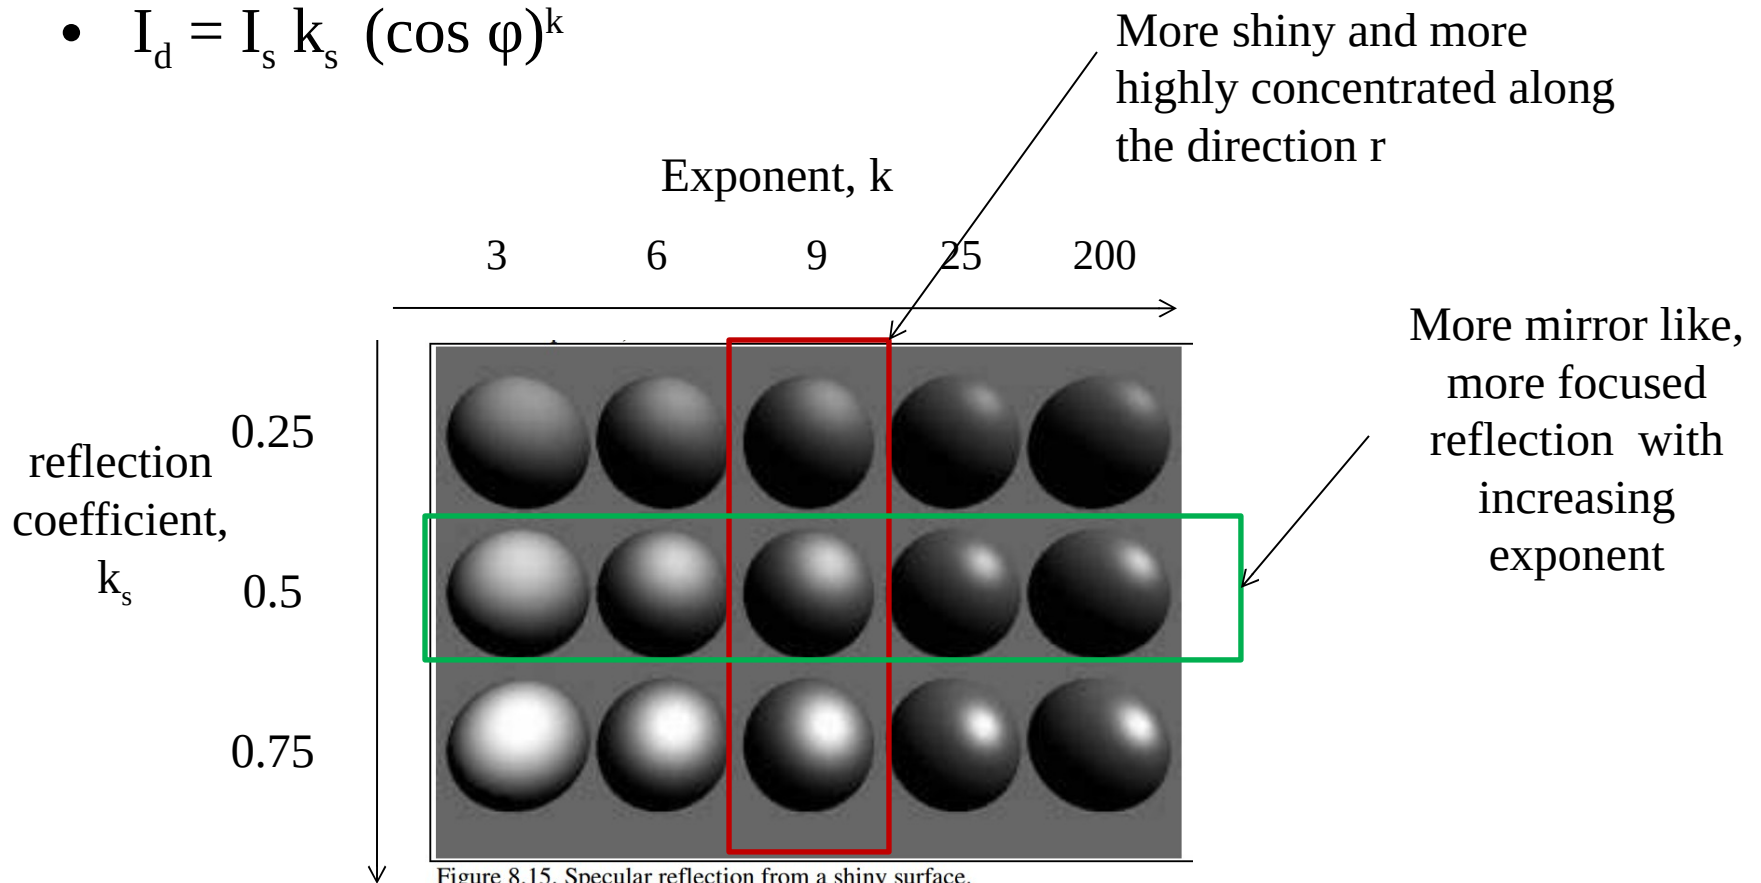 • I_d = I_s k_s (cos φ)^k
More shiny and more
highly concentrated along
the direction r
Exponent, k
3 6 9 25 200
More mirror like,
more focused
reflection with
increasing
exponent
reflection
coefficient,
k_s
0.25
0.5
0.75
Figure 8.15. Specular reflection from a shiny surface.